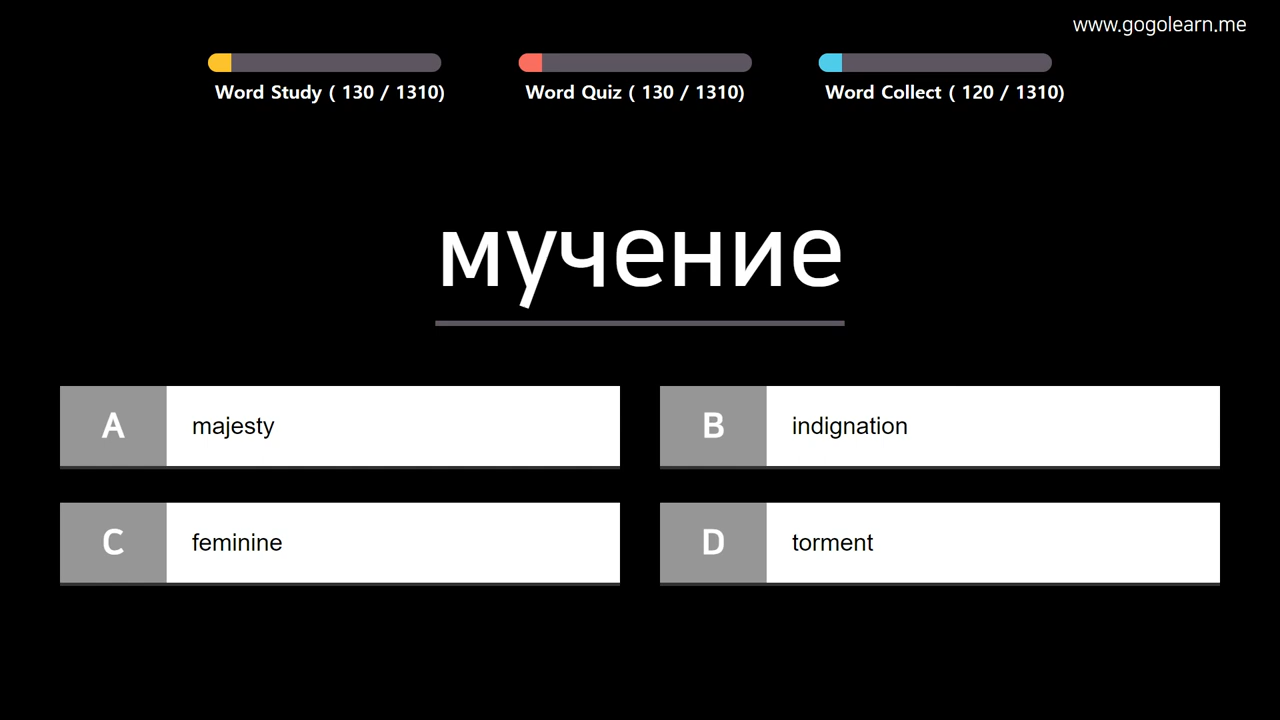 www.gogolearn.me
Word Study ( 130 / 1310)
Word Quiz ( 130 / 1310)
Word Collect ( 120 / 1310)
мучение
A majesty
B indignation
C feminine
D torment